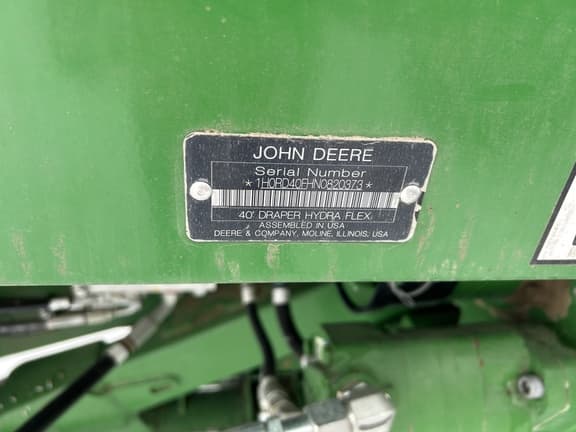 JOHN DEERE
Serial Number
*1H0RD40FHN0820373*
40' DRAPER HYDRA FLEX
ASSEMBLED IN USA
DEERE & COMPANY, MOLINE, ILLINOIS, USA